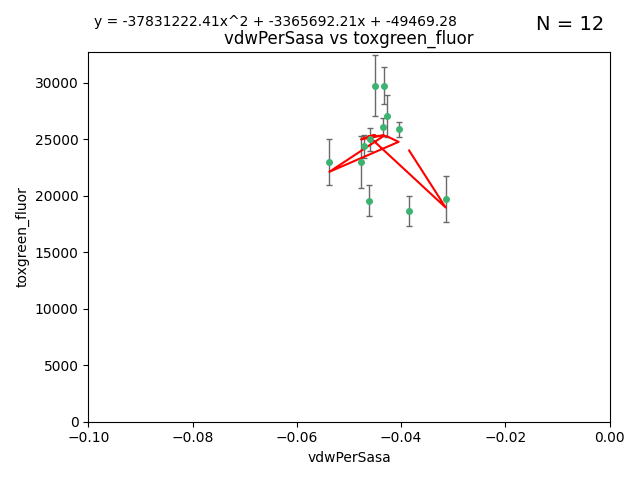 y = -37831222.41x^2 + -3365692.21x + -49469.28
N = 12
vdwPerSasa vs toxgreen_fluor
30000
25000
20000
15000
10000
5000
0
toxgreen_fluor
−0.10
−0.08
−0.06
−0.04
−0.02
0.00
vdwPerSasa